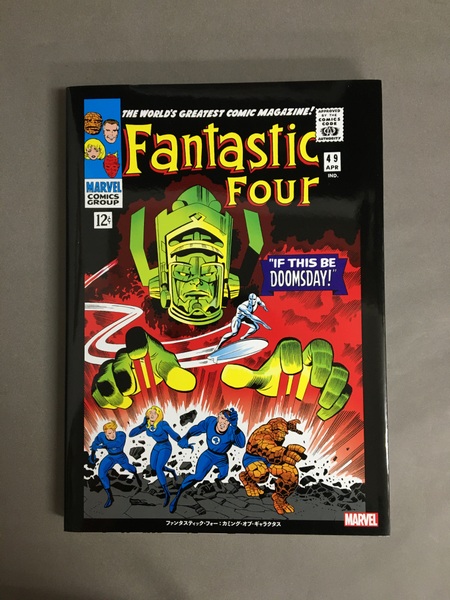 THE WORLD'S GREATEST COMIC MAGAZINE!
APPROVED
BY THE
COMICS
CODE
AUTHORITY
FANTASTIC
FOUR
49
APR
IND.
MARVEL
COMICS
GROUP
12¢
"IF THIS BE
DOOMSDAY!"
4
ファンタスティック・フォー：カミング・オブ・ギャラクタス
MARVEL